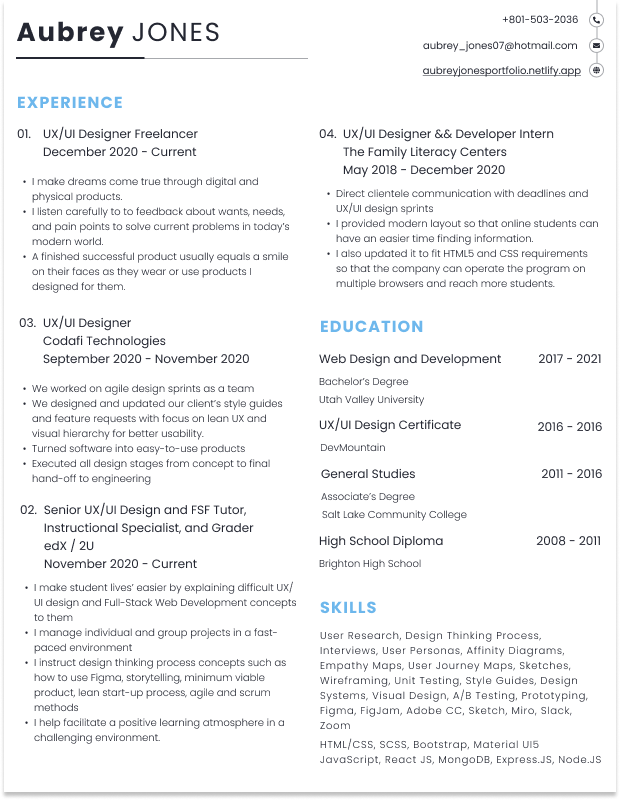 Aubrey JONES
+801-503-2036
aubrey_jones07@hotmail.com
aubreyjonesportfolio.netlify.app
EXPERIENCE
01. UX/UI Designer Freelancer
December 2020 - Current
• I make dreams come true through digital and
physical products.
• I listen carefully to to feedback about wants, needs,
and pain points to solve current problems in today's
modern world.
• A finished successful product usually equals a smile
on their faces as they wear or use products I
designed for them.
03. UX/UI Designer
Codafi Technologies
September 2020 - November 2020
• We worked on agile design sprints as a team
• We designed and updated our client's style guides
and feature requests with focus on lean UX and
visual hierarchy for better usability.
• Turned software into easy-to-use products
• Executed all design stages from concept to final
hand-off to engineering
02. Senior UX/UI Design and FSF Tutor,
Instructional Specialist, and Grader
edX / 2U
November 2020 - Current
• I make student lives' easier by explaining difficult UX/
UI design and Full-Stack Web Development concepts
to them
• I manage individual and group projects in a fast-
paced environment
• I instruct design thinking process concepts such as
how to use Figma, storytelling, minimum viable
product, lean start-up process, agile and scrum
methods
• I help facilitate a positive learning atmosphere in a
challenging environment.
04. UX/UI Designer && Developer Intern
The Family Literacy Centers
May 2018 - December 2020
• Direct clientele communication with deadlines and
UX/UI design sprints
• I provided modern layout so that online students can
have an easier time finding information.
• I also updated it to fit HTML5 and CSS requirements
so that the company can operate the program on
multiple browsers and reach more students.
EDUCATION
Web Design and Development 2017 - 2021
Bachelor's Degree
Utah Valley University
UX/UI Design Certificate 2016 - 2016
DevMountain
General Studies 2011 - 2016
Associate's Degree
Salt Lake Community College
High School Diploma 2008 - 2011
Brighton High School
SKILLS
User Research, Design Thinking Process,
Interviews, User Personas, Affinity Diagrams,
Empathy Maps, User Journey Maps, Sketches,
Wireframing, Unit Testing, Style Guides, Design
Systems, Visual Design, A/B Testing, Prototyping,
Figma, FigJam, Adobe CC, Sketch, Miro, Slack,
Zoom
HTML/CSS, SCSS, Bootstrap, Material UI5
JavaScript, React JS, MongoDB, Express.JS, Node.JS